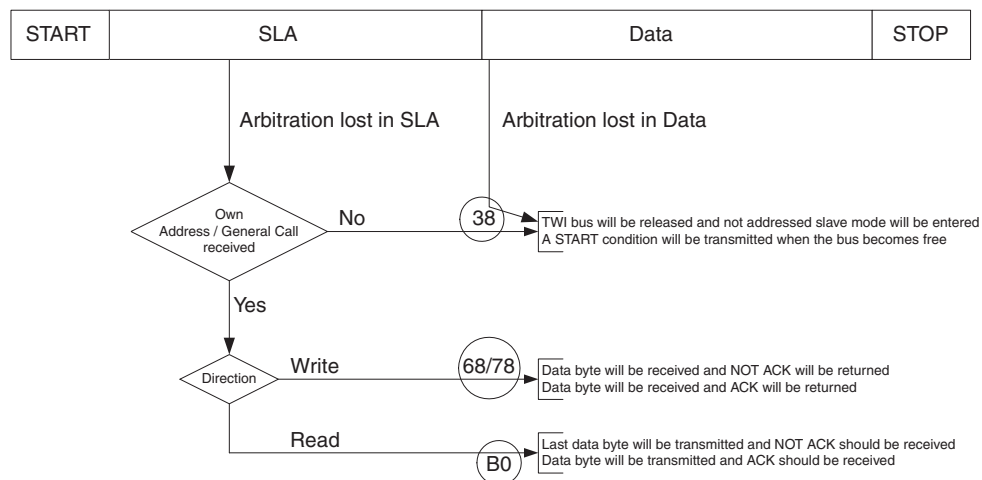 START SLA Data STOP
Arbitration lost in SLA
Arbitration lost in Data
Own
Address / General Call
received
No
38
TWI bus will be released and not addressed slave mode will be entered
A START condition will be transmitted when the bus becomes free
Yes
Direction
Write
68/78
Data byte will be received and NOT ACK will be returned
Data byte will be received and ACK will be returned
Read
B0
Last data byte will be transmitted and NOT ACK should be received
Data byte will be transmitted and ACK should be received